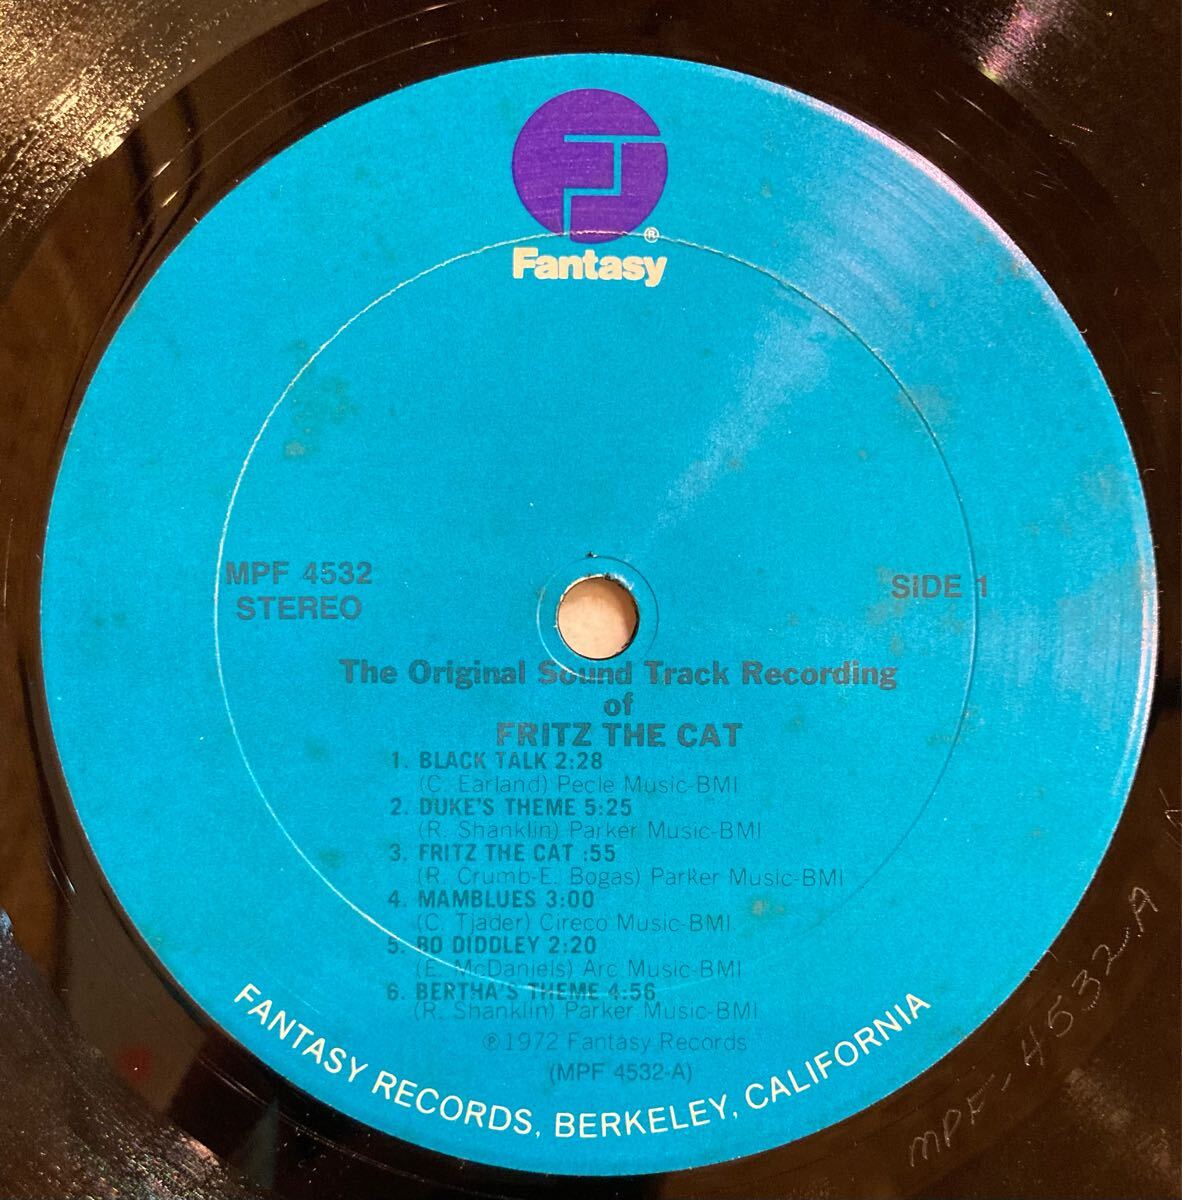 ®
Fantasy
MPF 4532
STEREO
SIDE 1
The Original Sound Track Recording
of
FRITZ THE CAT
1. BLACK TALK 2:28
(C. Earland) Pecle Music-BMI
2. DUKE'S THEME 5:25
(R. Shanklin) Parker Music-BMI
3. FRITZ THE CAT :55
(R. Crumb-E. Bogas) Parker Music-BMI
4. MAMBLUES 3:00
(C. Tjader) Cireco Music-BMI
5. BO DIDDLEY 2:20
(E. McDaniels) Arc Music-BMI
6. BERTHA'S THEME 4:56
(R. Shanklin) Parker Music-BMI
℗1972 Fantasy Records
(MPF 4532-A)
FANTASY RECORDS, BERKELEY, CALIFORNIA
MPF-4532-A